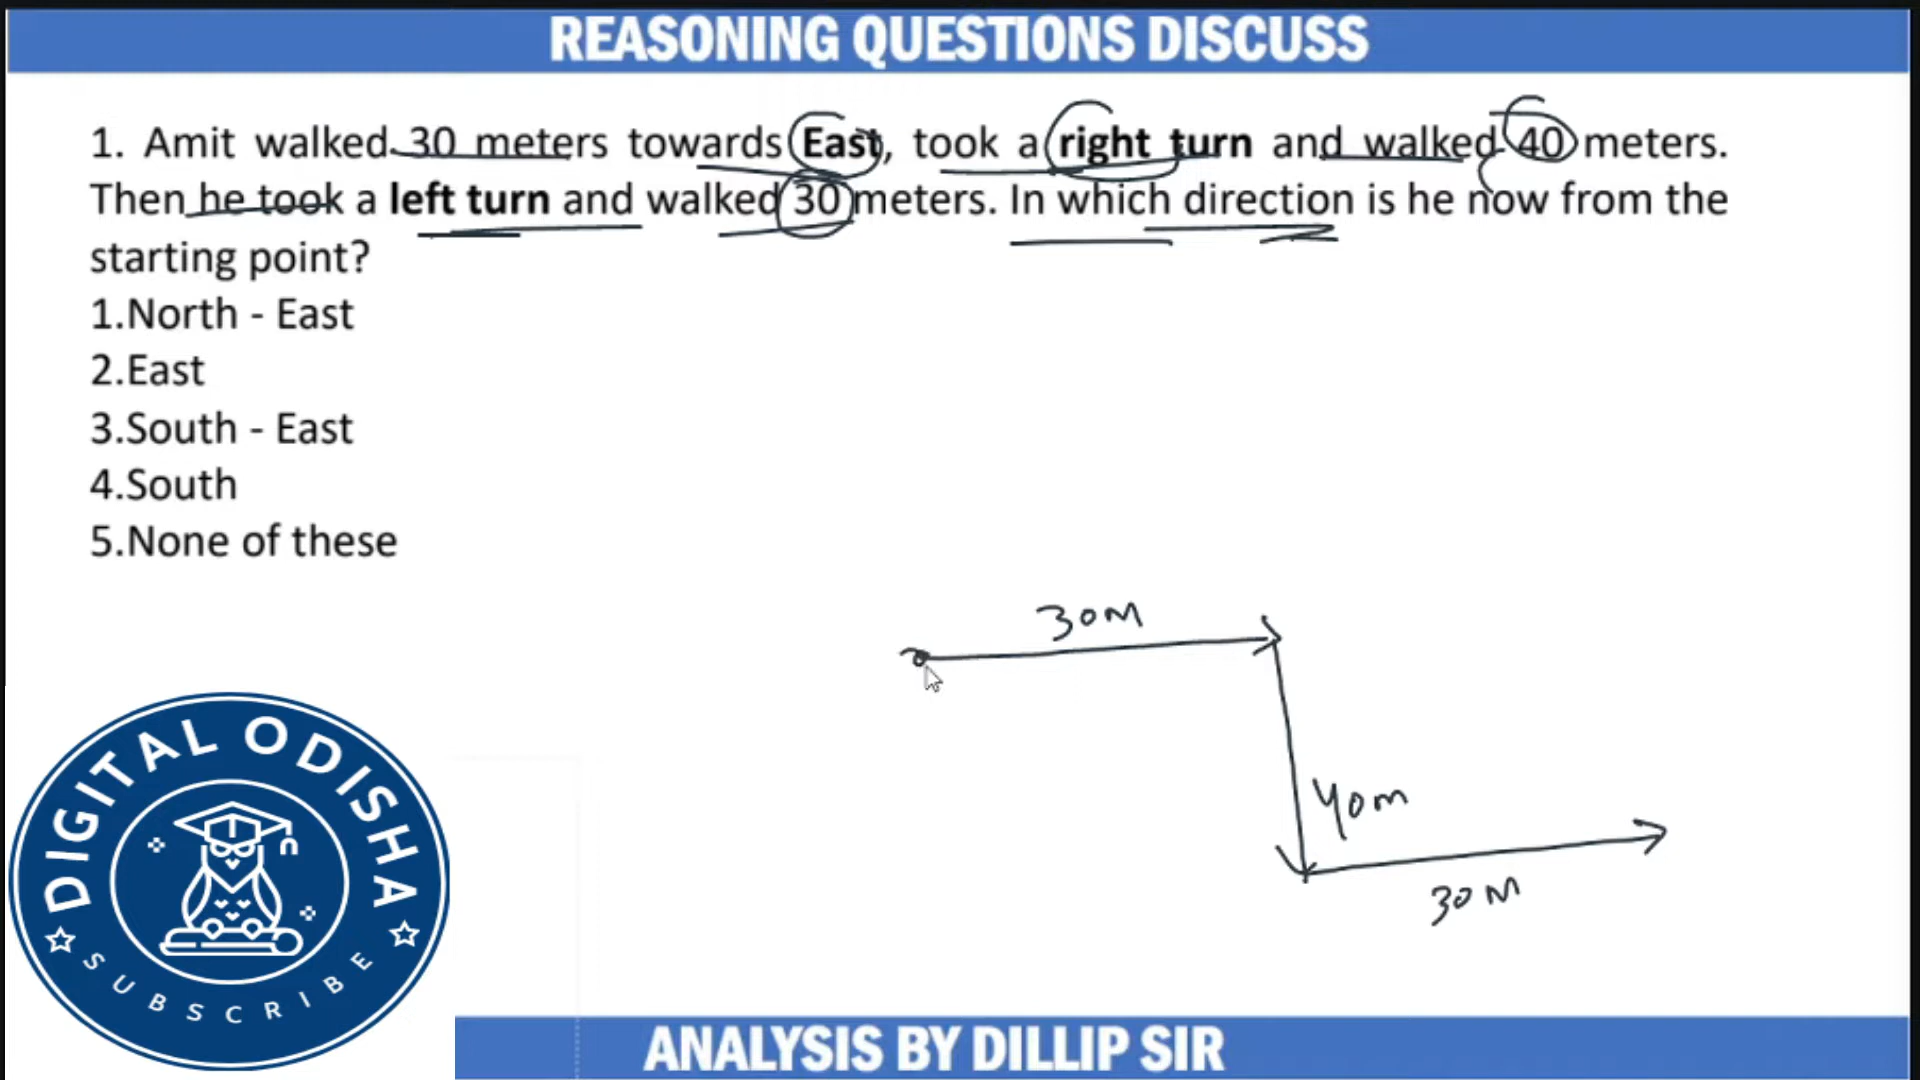 REASONING QUESTIONS DISCUSS
1. Amit walked 30 meters towards East, took a right turn and walked 40 meters.
Then he took a left turn and walked 30 meters. In which direction is he now from the
starting point?
1.North - East
2.East
3.South - East
4.South
5.None of these
30M
40m
30M
DIGITAL ODISHA
SUBSCRIBE
ANALYSIS BY DILLIP SIR